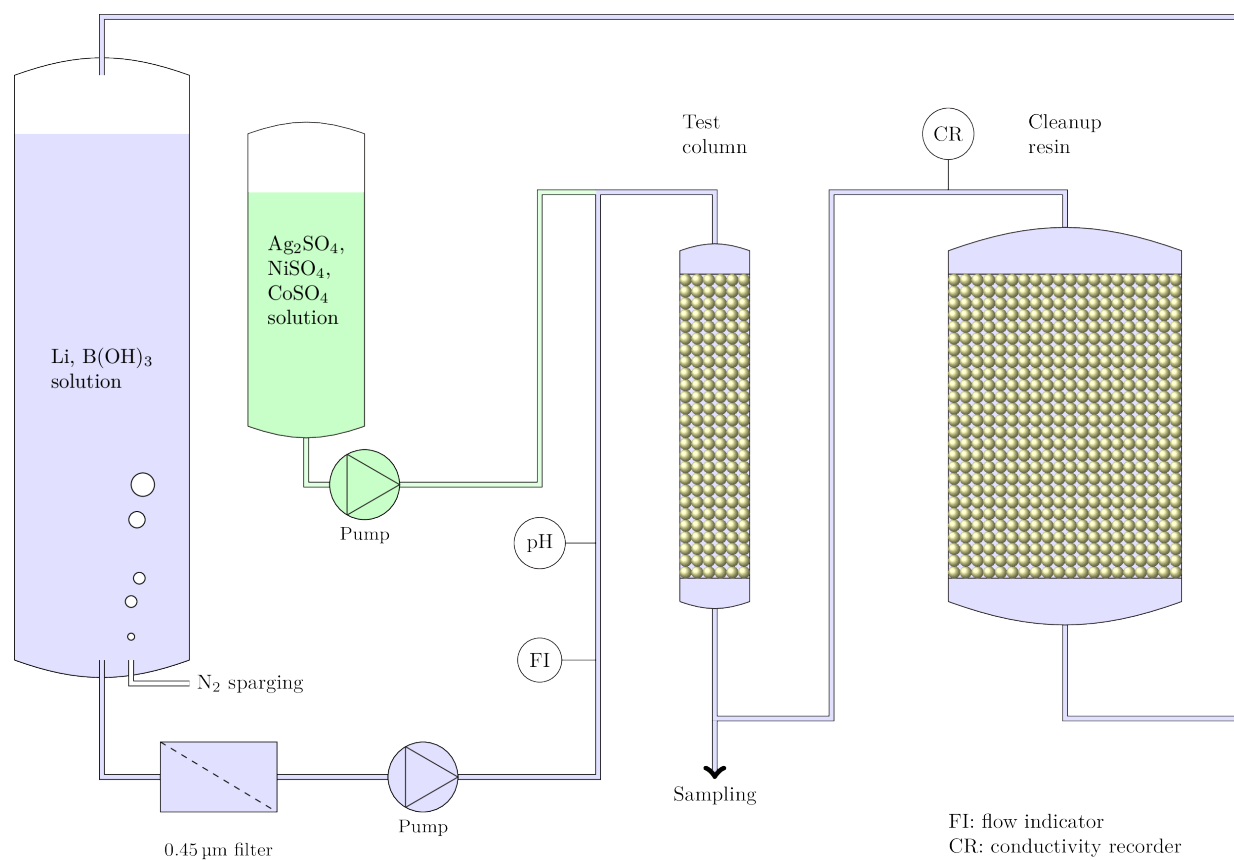 Test
column
CR
Cleanup
resin
Ag₂SO₄,
NiSO₄,
CoSO₄
solution
Li, B(OH)₃
solution
Pump
pH
FI
N₂ sparging
Sampling
Pump
0.45 µm filter
FI: flow indicator
CR: conductivity recorder